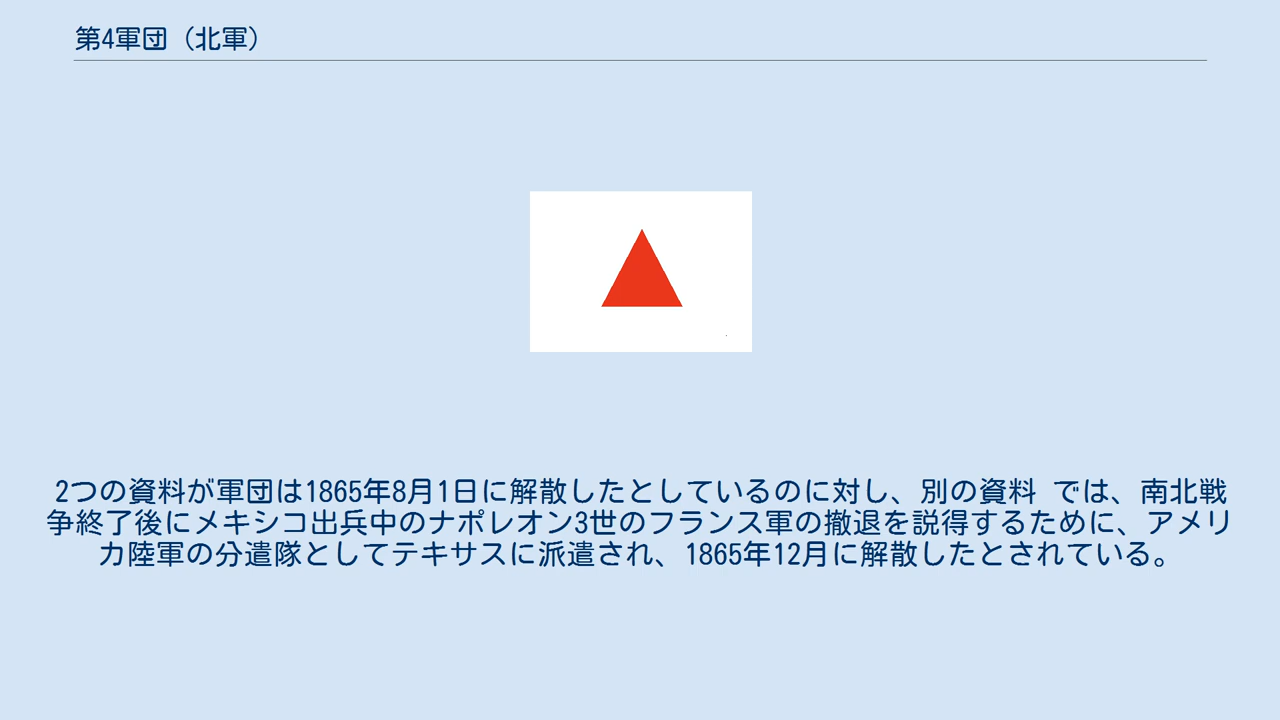 第4軍団（北軍）
2つの資料が軍団は1865年8月1日に解散したとしているのに対し、別の資料 では、南北戦
争終了後にメキシコ出兵中のナポレオン3世のフランス軍の撤退を説得するために、アメリ
カ陸軍の分遣隊としてテキサスに派遣され、1865年12月に解散したとされている。